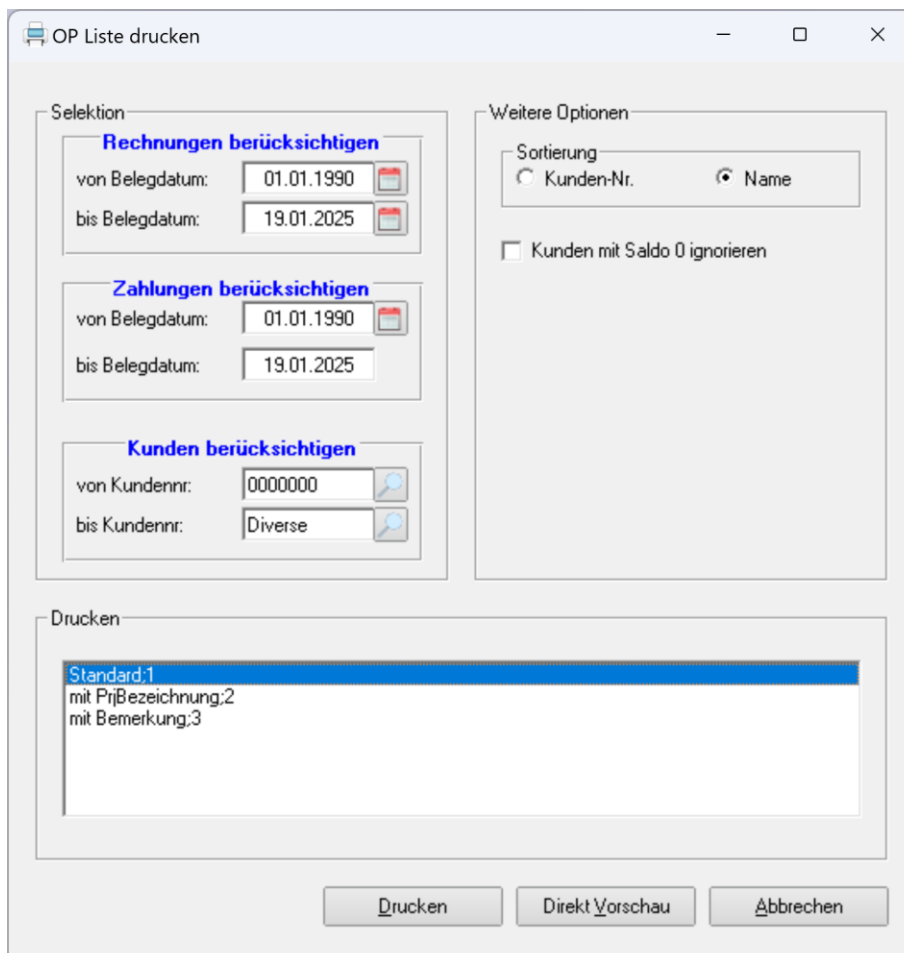 OP Liste drucken
Selektion
Rechnungen berücksichtigen
von Belegdatum: 01.01.1990
bis Belegdatum: 19.01.2025
Zahlungen berücksichtigen
von Belegdatum: 01.01.1990
bis Belegdatum: 19.01.2025
Kunden berücksichtigen
von Kundennr: 0000000
bis Kundennr: Diverse
Weitere Optionen
Sortierung
Kunden-Nr. Name
Kunden mit Saldo 0 ignorieren
Drucken
Standard;1
mit PrjBezeichnung;2
mit Bemerkung;3
Drucken Direkt Vorschau Abbrechen